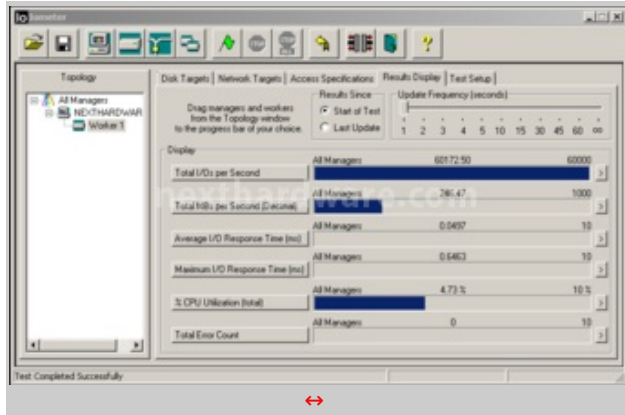 Iometer
Topology
All Managers
NEXTHARDWAR
Worker 1
Disk Targets
Network Targets
Access Specifications
Results Display
Test Setup
Drag managers and workers
from the Topology window
to the progress bar of your choice.
Results Since
Start of Test
Last Update
Update Frequency (seconds)
1 2 3 4 5 10 15 30 45 60 ∞
Display
All Managers 60172.50 60000
Total I/Os per Second
nexthardware.com
All Managers 246.47 1000
Total MBs per Second (Decimal)
All Managers 0.0497 10
Average I/O Response Time (ms)
All Managers 0.6463 10
Maximum I/O Response Time (ms)
All Managers 4.73 % 10 %
% CPU Utilization (total)
All Managers 0 10
Total Error Count
Test Completed Successfully